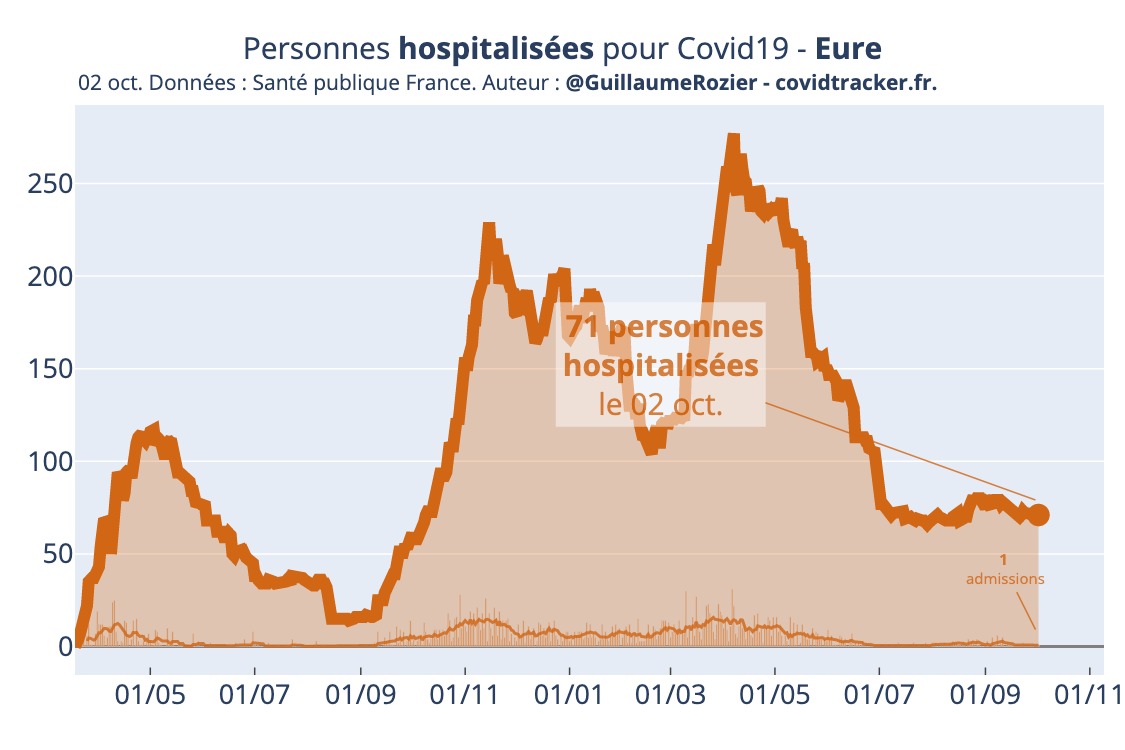 Personnes hospitalisées pour Covid19 - Eure
02 oct. Données : Santé publique France. Auteur : @GuillaumeRozier - covidtracker.fr.
250
200
150
100
50
0
71 personnes
hospitalisées
le 02 oct.
1
admissions
01/05 01/07 01/09 01/11 01/01 01/03 01/05 01/07 01/09 01/11